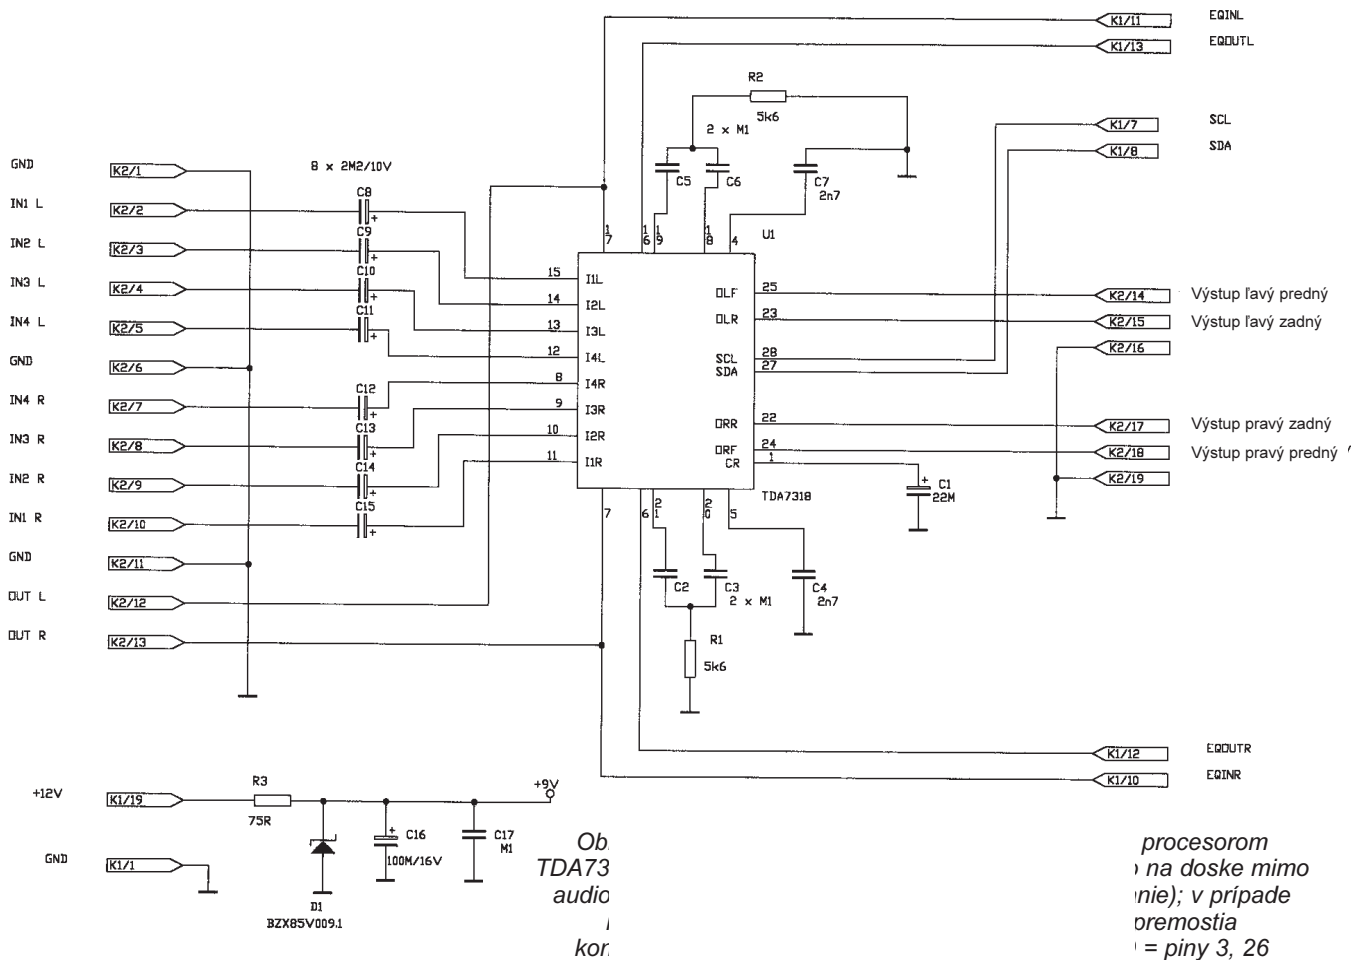 K1/11 EQINL
K1/13 EQOUTL
R2
5k6
2 x M1
K1/7 SCL
K1/8 SDA
GND K2/1
8 x 2M2/10V
C5 C6 C7
2n7
IN1 L K2/2 C8 +
1 7 1 6 1 9 1 8 4 U1
IN2 L K2/3 C9 +
IN3 L K2/4 C10 +
IN4 L K2/5 C11 +
15 I1L
14 I2L
13 I3L
12 I4L
8 I4R
9 I3R
10 I2R
11 I1R
OLF 25 K2/14 Výstup ľavý predný
OLR 23 K2/15 Výstup ľavý zadný
K2/16
SCL 28
SDA 27
ORR 22 K2/17 Výstup pravý zadný
ORF 24 K2/18 Výstup pravý predný
CR 1
K2/19
GND K2/6
IN4 R K2/7 C12 +
IN3 R K2/8 C13 +
IN2 R K2/9 C14 +
IN1 R K2/10 C15 +
+ C1
22M
TDA7318
7 6 2 1 2 0 5
GND K2/11
OUT L K2/12
OUT R K2/13
C2 C3 C4
2 x M1 2n7
R1
5k6
K1/12 EQOUTR
K1/10 EQINR
+12V K1/19 R3 +9V
75R
+ C16 C17
100M/16V M1
GND K1/1
D1
BZX85V009.1
procesorom
TDA73 na doske mimo
audio nie); v prípade
premostia
kon = piny 3, 26